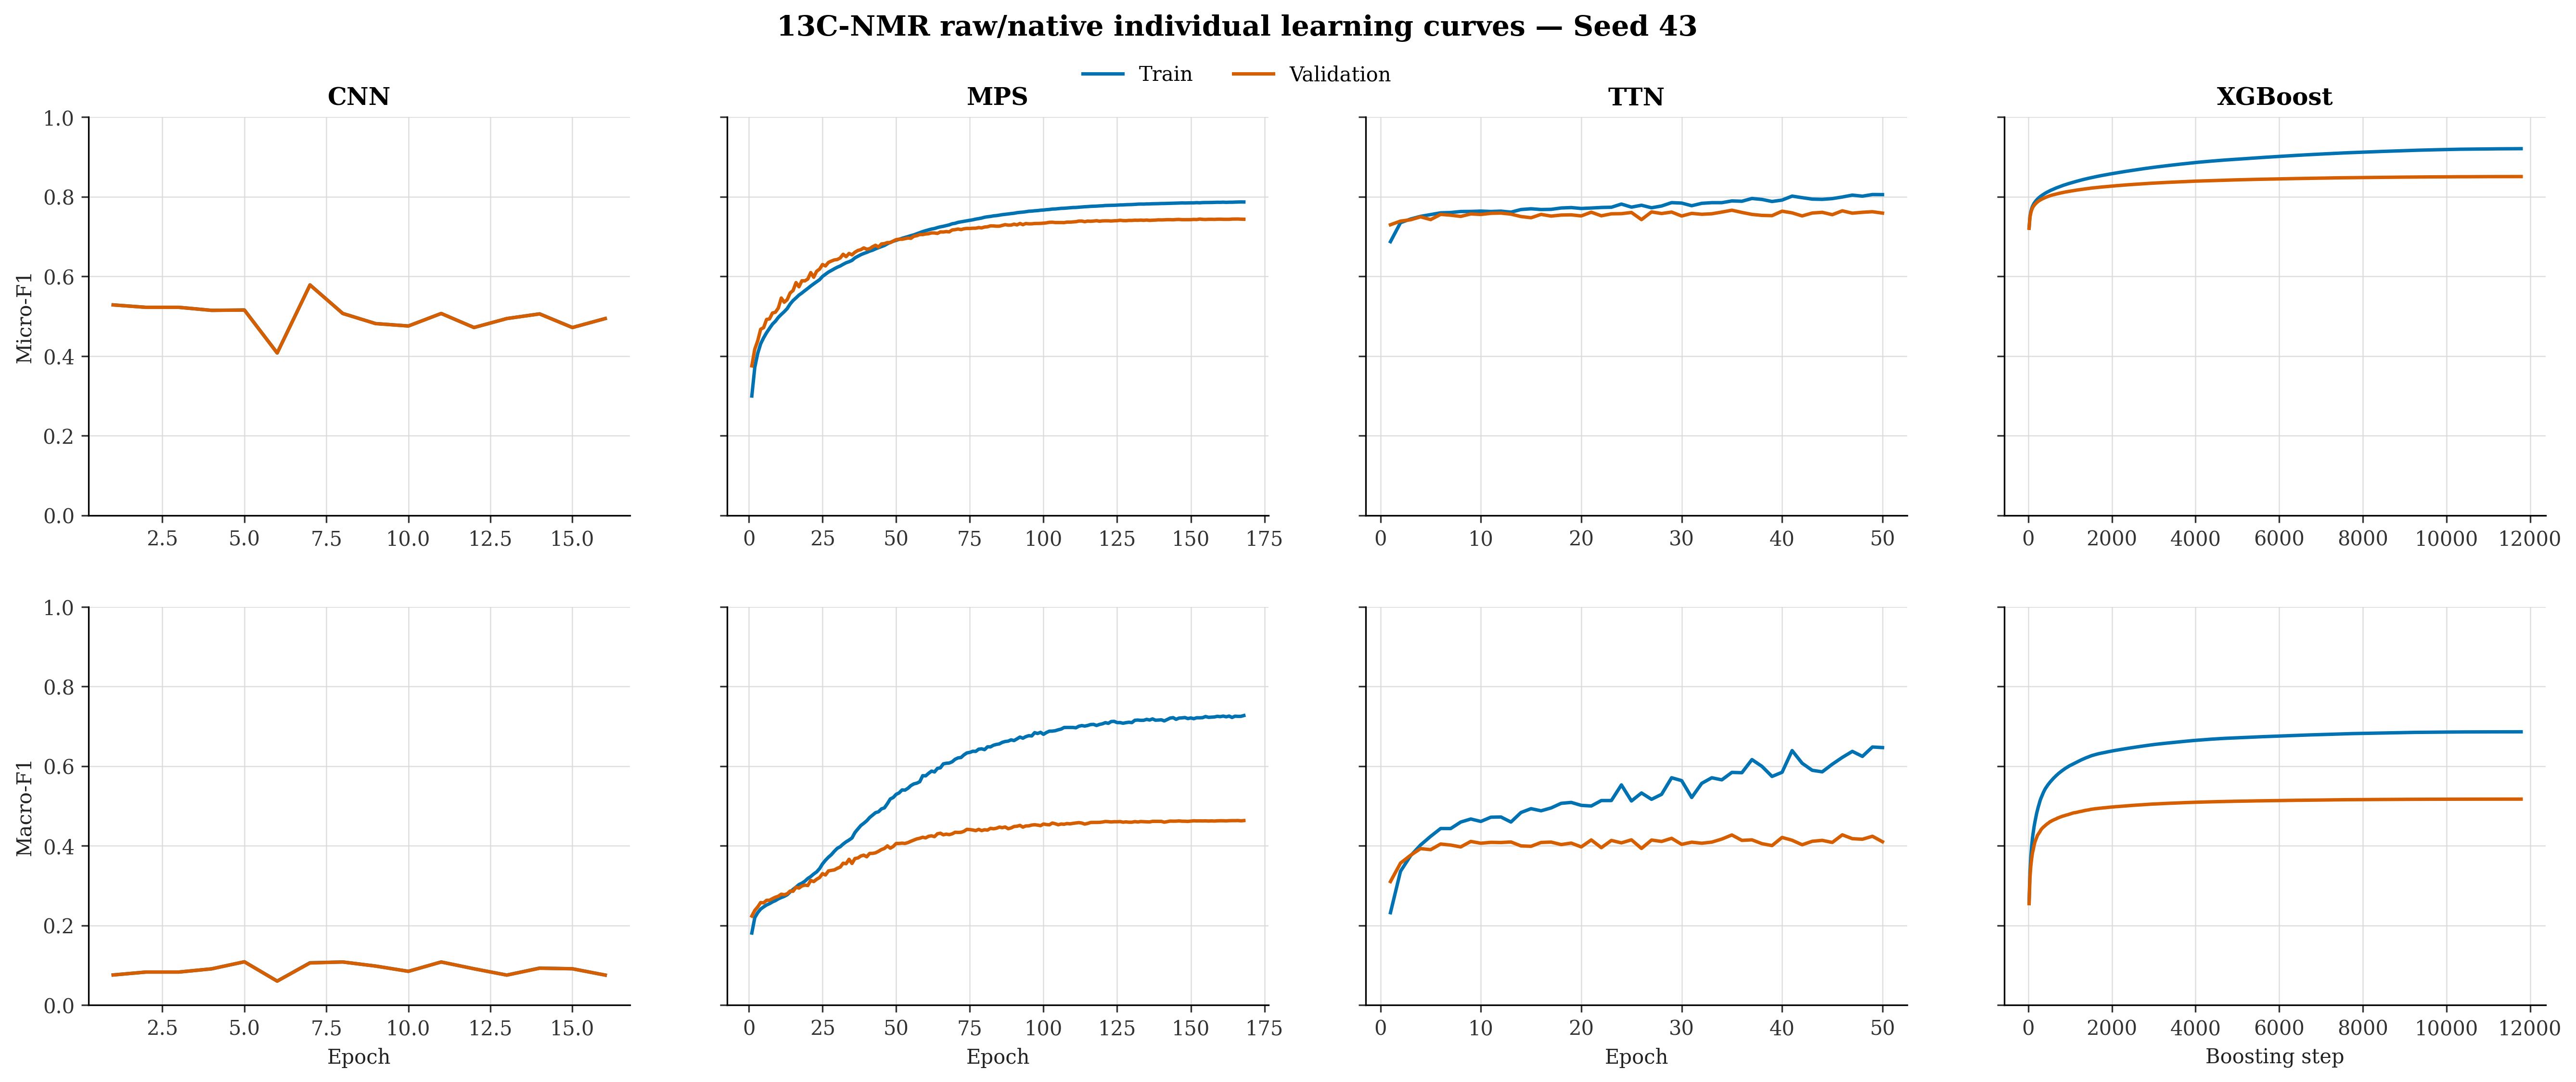 13C-NMR raw/native individual learning curves — Seed 43
Train Validation
CNN MPS TTN XGBoost
Micro-F1
1.0
0.8
0.6
0.4
0.2
0.0
2.5 5.0 7.5 10.0 12.5 15.0
0 25 50 75 100 125 150 175
0 10 20 30 40 50
0 2000 4000 6000 8000 10000 12000
Macro-F1
1.0
0.8
0.6
0.4
0.2
0.0
2.5 5.0 7.5 10.0 12.5 15.0
0 25 50 75 100 125 150 175
0 10 20 30 40 50
0 2000 4000 6000 8000 10000 12000
Epoch Epoch Epoch Boosting step